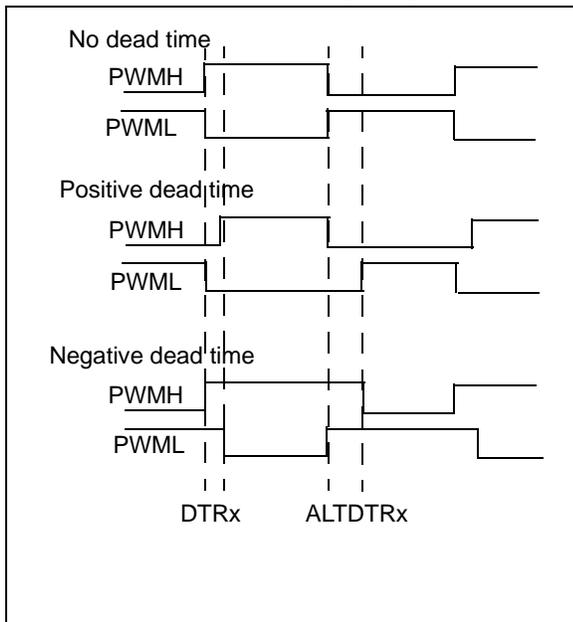 No dead time
PWMH
PWML
Positive dead time
PWMH
PWML
Negative dead time
PWMH
PWML
DTRx ALTDTRx